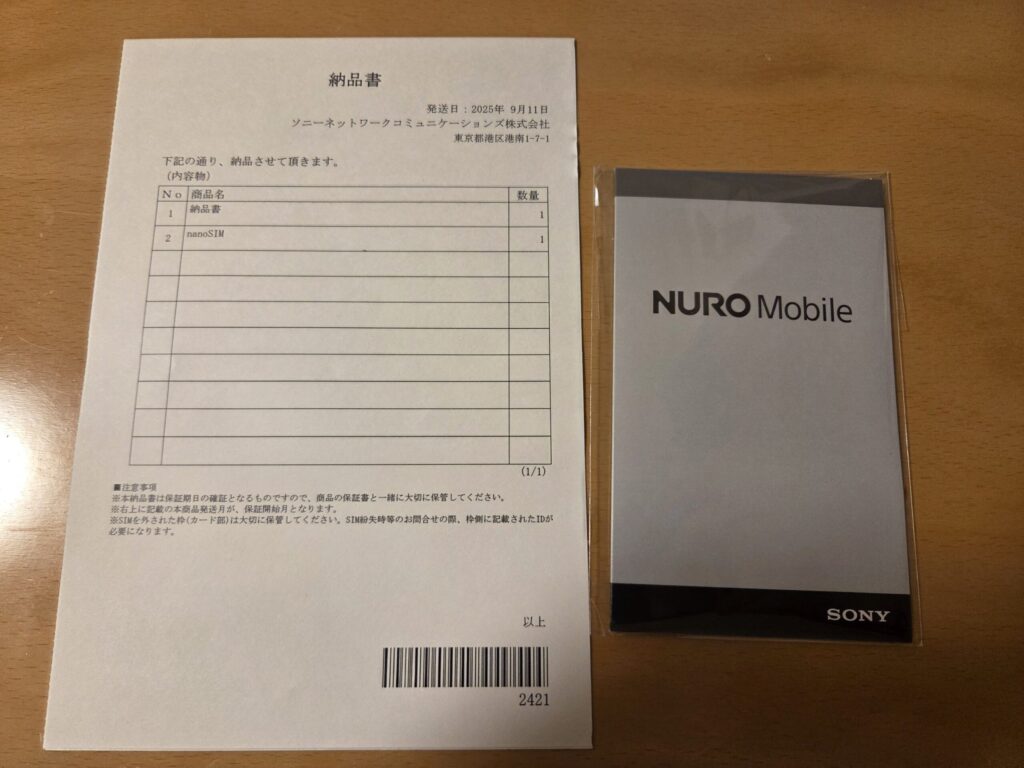 納品書
発送日：2025年 9月11日
ソニーネットワークコミュニケーションズ株式会社
東京都港区港南1-7-1
下記の通り、納品させて頂きます。
（内容物）
Ｎｏ 商品名 数量
1 納品書 1
2 nanoSIM 1
(1/1)
■注意事項
※本納品書は保証期日の確証となるものですので、商品の保証書と一緒に大切に保管してください。
※右上に記載の本商品発送月が、保証開始月となります。
※SIMを外された枠(カード部)は大切に保管してください。SIM紛失時等のお問合せの際、枠側に記載されたIDが
必要になります。
以上
2421
NURO Mobile
SONY